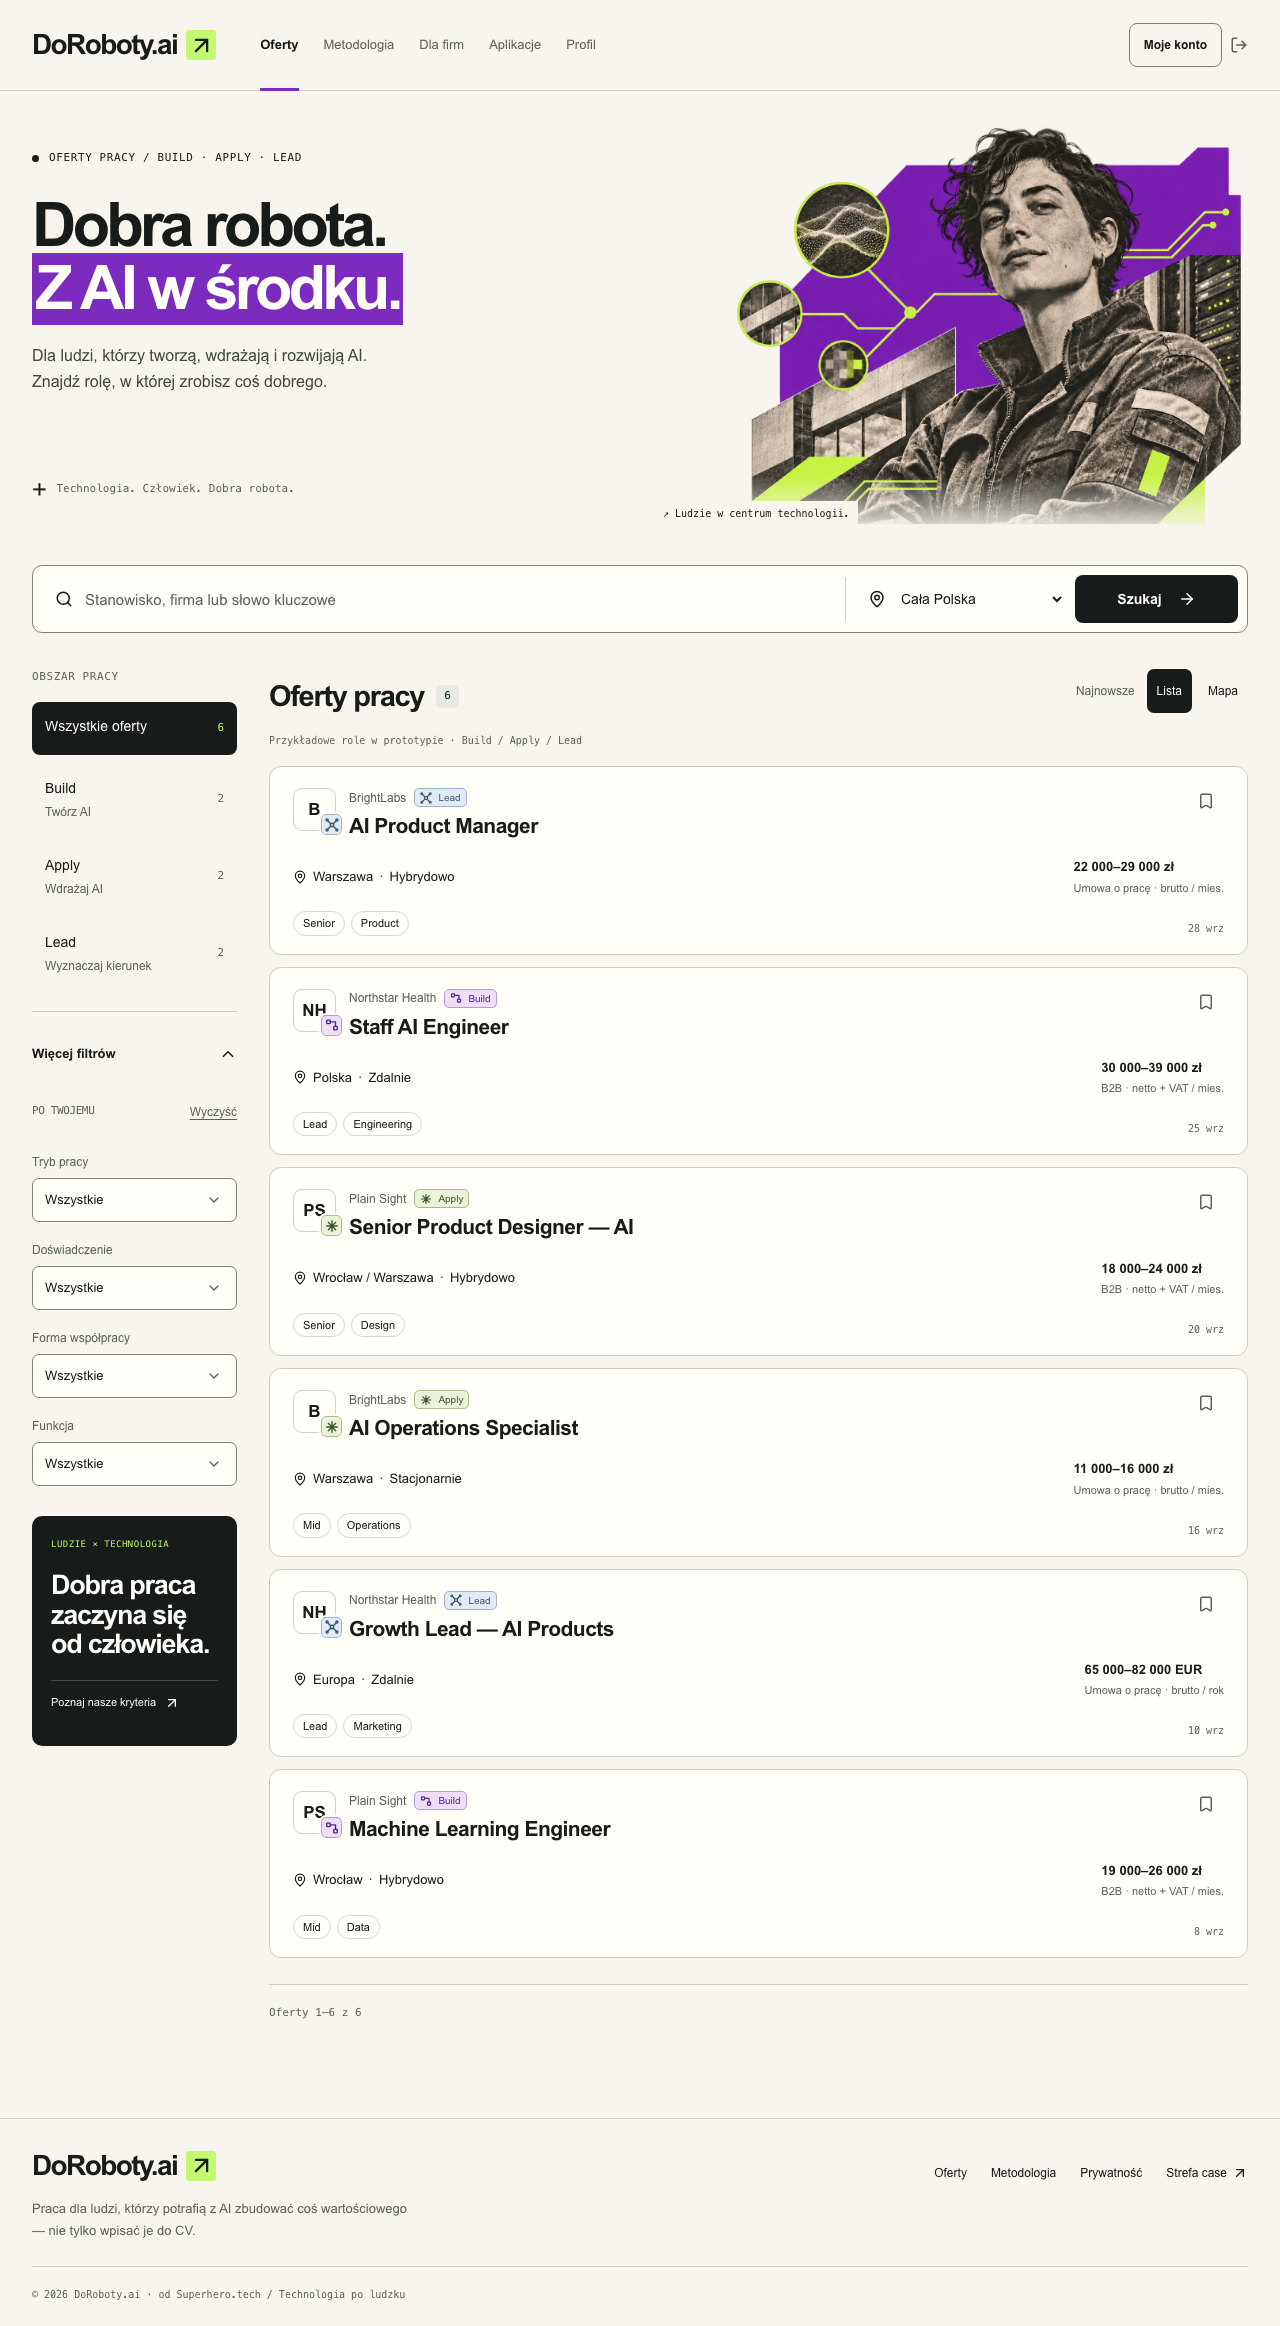 DoRoboty.ai
Oferty
Metodologia
Dla firm
Aplikacje
Profil
Moje konto
OFERTY PRACY / BUILD · APPLY · LEAD
Dobra robota.
Z AI w środku.
Dla ludzi, którzy tworzą, wdrażają i rozwijają AI.
Znajdź rolę, w której zrobisz coś dobrego.
Technologia. Człowiek. Dobra robota.
↗ Ludzie w centrum technologii.
Stanowisko, firma lub słowo kluczowe
Cała Polska
Szukaj
OBSZAR PRACY
Wszystkie oferty
6
Build
Twórz AI
2
Apply
Wdrażaj AI
2
Lead
Wyznaczaj kierunek
2
Więcej filtrów
PO TWOJEMU
Wyczyść
Tryb pracy
Wszystkie
Doświadczenie
Wszystkie
Forma współpracy
Wszystkie
Funkcja
Wszystkie
LUDZIE × TECHNOLOGIA
Dobra praca
zaczyna się
od człowieka.
Poznaj nasze kryteria
Oferty pracy
6
Najnowsze
Lista
Mapa
Przykładowe role w prototypie · Build / Apply / Lead
B
BrightLabs
Lead
AI Product Manager
Warszawa · Hybrydowo
22 000–29 000 zł
Umowa o pracę · brutto / mies.
Senior
Product
28 wrz
NH
Northstar Health
Build
Staff AI Engineer
Polska · Zdalnie
30 000–39 000 zł
B2B · netto + VAT / mies.
Lead
Engineering
25 wrz
PS
Plain Sight
Apply
Senior Product Designer — AI
Wrocław / Warszawa · Hybrydowo
18 000–24 000 zł
B2B · netto + VAT / mies.
Senior
Design
20 wrz
B
BrightLabs
Apply
AI Operations Specialist
Warszawa · Stacjonarnie
11 000–16 000 zł
Umowa o pracę · brutto / mies.
Mid
Operations
16 wrz
NH
Northstar Health
Lead
Growth Lead — AI Products
Europa · Zdalnie
65 000–82 000 EUR
Umowa o pracę · brutto / rok
Lead
Marketing
10 wrz
PS
Plain Sight
Build
Machine Learning Engineer
Wrocław · Hybrydowo
19 000–26 000 zł
B2B · netto + VAT / mies.
Mid
Data
8 wrz
Oferty 1–6 z 6
DoRoboty.ai
Praca dla ludzi, którzy potrafią z AI zbudować coś wartościowego
— nie tylko wpisać je do CV.
Oferty
Metodologia
Prywatność
Strefa case
© 2026 DoRoboty.ai · od Superhero.tech / Technologia po ludzku